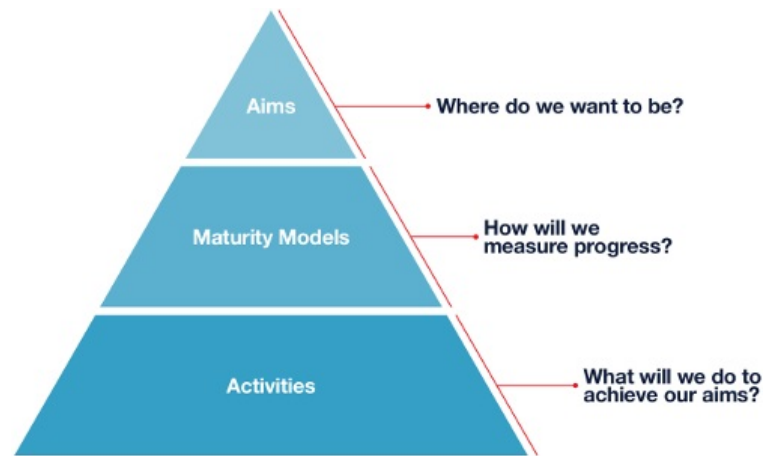 Aims
Where do we want to be?
Maturity Models
How will we
measure progress?
Activities
What will we do to
achieve our aims?